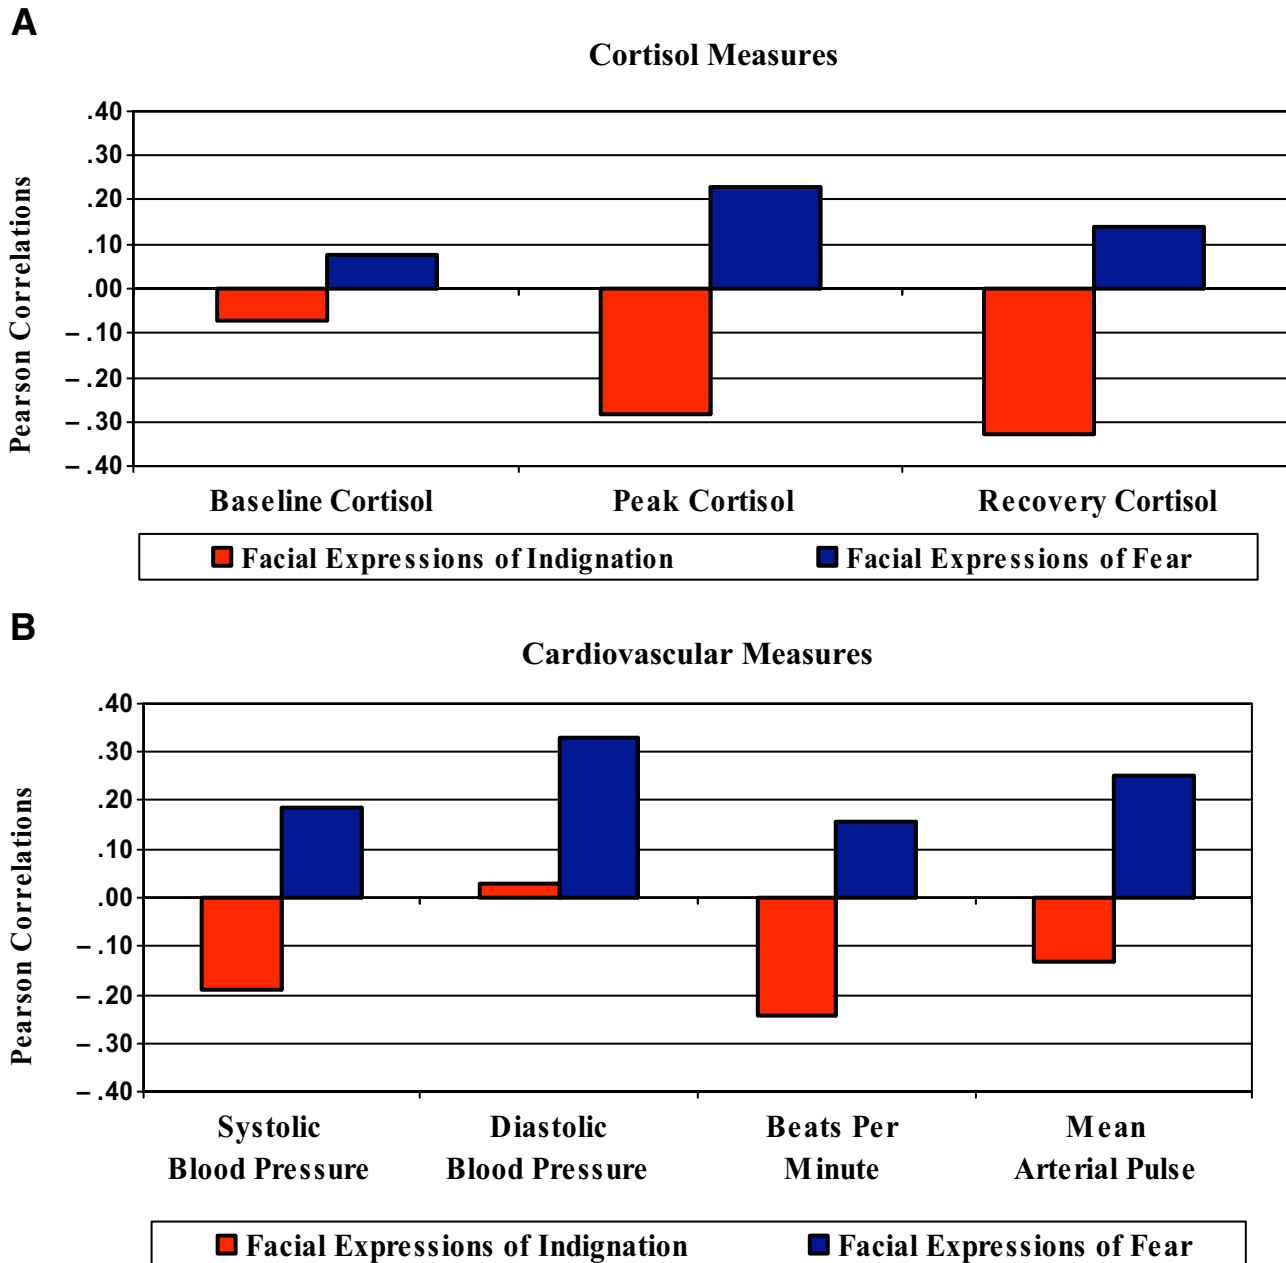 A
Cortisol Measures
Pearson Correlations
.40
.30
.20
.10
.00
– .10
– .20
– .30
– .40
Baseline Cortisol Peak Cortisol Recovery Cortisol
Facial Expressions of Indignation Facial Expressions of Fear
B
Cardiovascular Measures
Pearson Correlations
.40
.30
.20
.10
.00
– .10
– .20
– .30
– .40
Systolic Diastolic Beats Per Mean
Blood Pressure Blood Pressure Minute Arterial Pulse
Facial Expressions of Indignation Facial Expressions of Fear